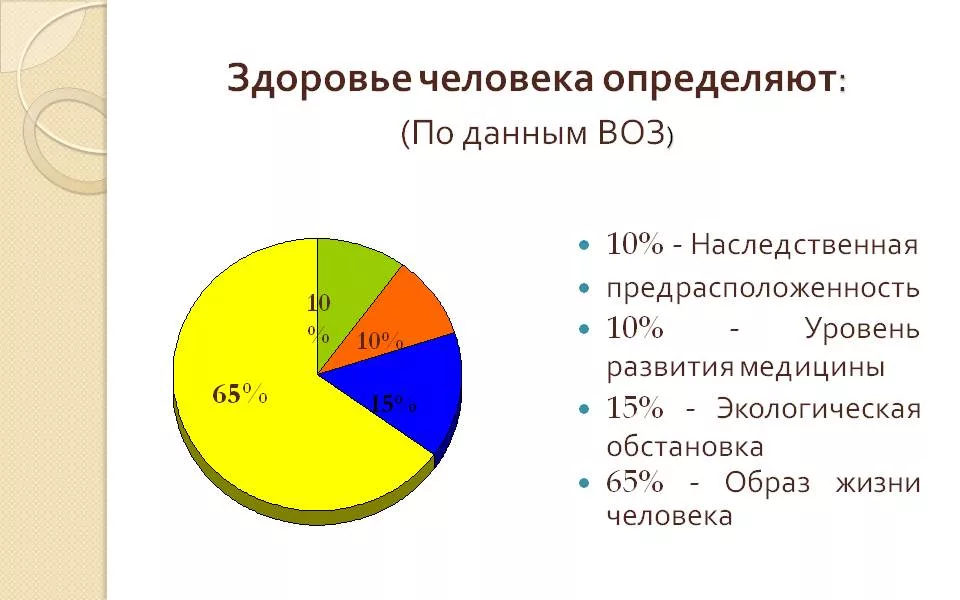 Здоровье человека определяют:
(По данным ВОЗ)
10
%
10%
15%
65%
• 10% - Наследственная
• предрасположенность
• 10% - Уровень
развития медицины
• 15% - Экологическая
обстановка
• 65% - Образ жизни
человека